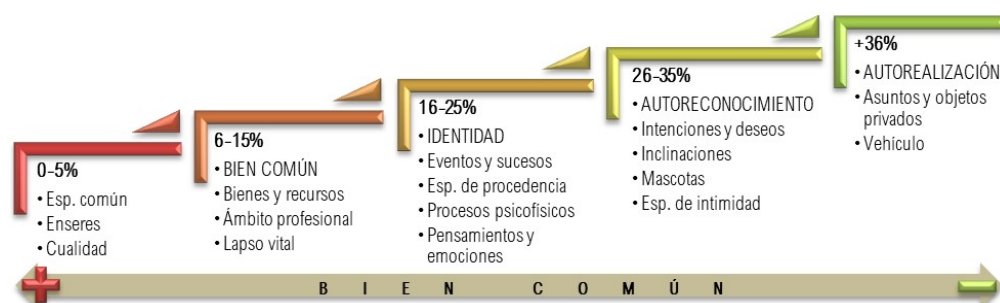 0-5%
• Esp. común
• Enseres
• Cualidad
6-15%
• BIEN COMÚN
• Bienes y recursos
• Ámbito profesional
• Lapso vital
16-25%
• IDENTIDAD
• Eventos y sucesos
• Esp. de procedencia
• Procesos psicofísicos
• Pensamientos y
emociones
26-35%
• AUTORECONOCIMIENTO
• Intenciones y deseos
• Inclinaciones
• Mascotas
• Esp. de intimidad
+36%
• AUTOREALIZACIÓN
• Asuntos y objetos
privados
• Vehículo
BIEN COMÚN